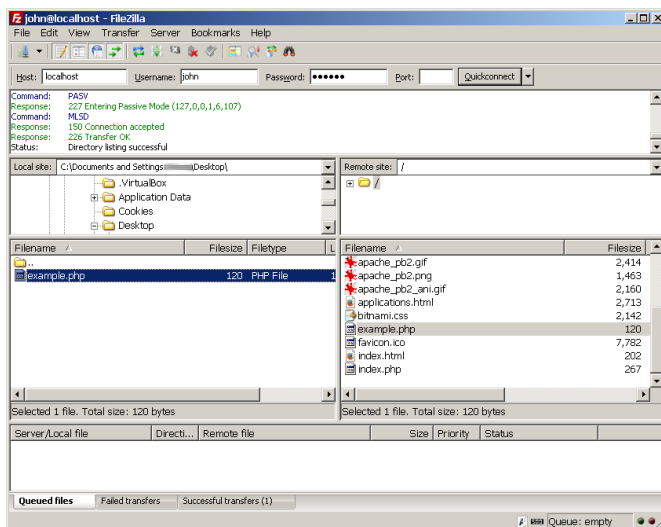 john@localhost - FileZilla
File Edit View Transfer Server Bookmarks Help
Host: localhost Username: john Password: ●●●●●● Port: Quickconnect
Command: PASV
Response: 227 Entering Passive Mode (127,0,0,1,6,107)
Command: MLSD
Response: 150 Connection accepted
Response: 226 Transfer OK
Status: Directory listing successful
Local site: C:\Documents and Settings\Desktop\ Remote site: /
.VirtualBox /
Application Data
Cookies
Desktop
Filename Filesize Filetype L Filename Filesize
.. apache_pb2.gif 2,414
example.php 120 PHP File 1 apache_pb2.png 1,463
apache_pb2_ani.gif 2,160
applications.html 2,713
bitnami.css 2,142
example.php 120
favicon.ico 7,782
index.html 202
index.php 267
Selected 1 file. Total size: 120 bytes Selected 1 file. Total size: 120 bytes
Server/Local file Directi... Remote file Size Priority Status
Queued files Failed transfers Successful transfers (1)
Queue: empty